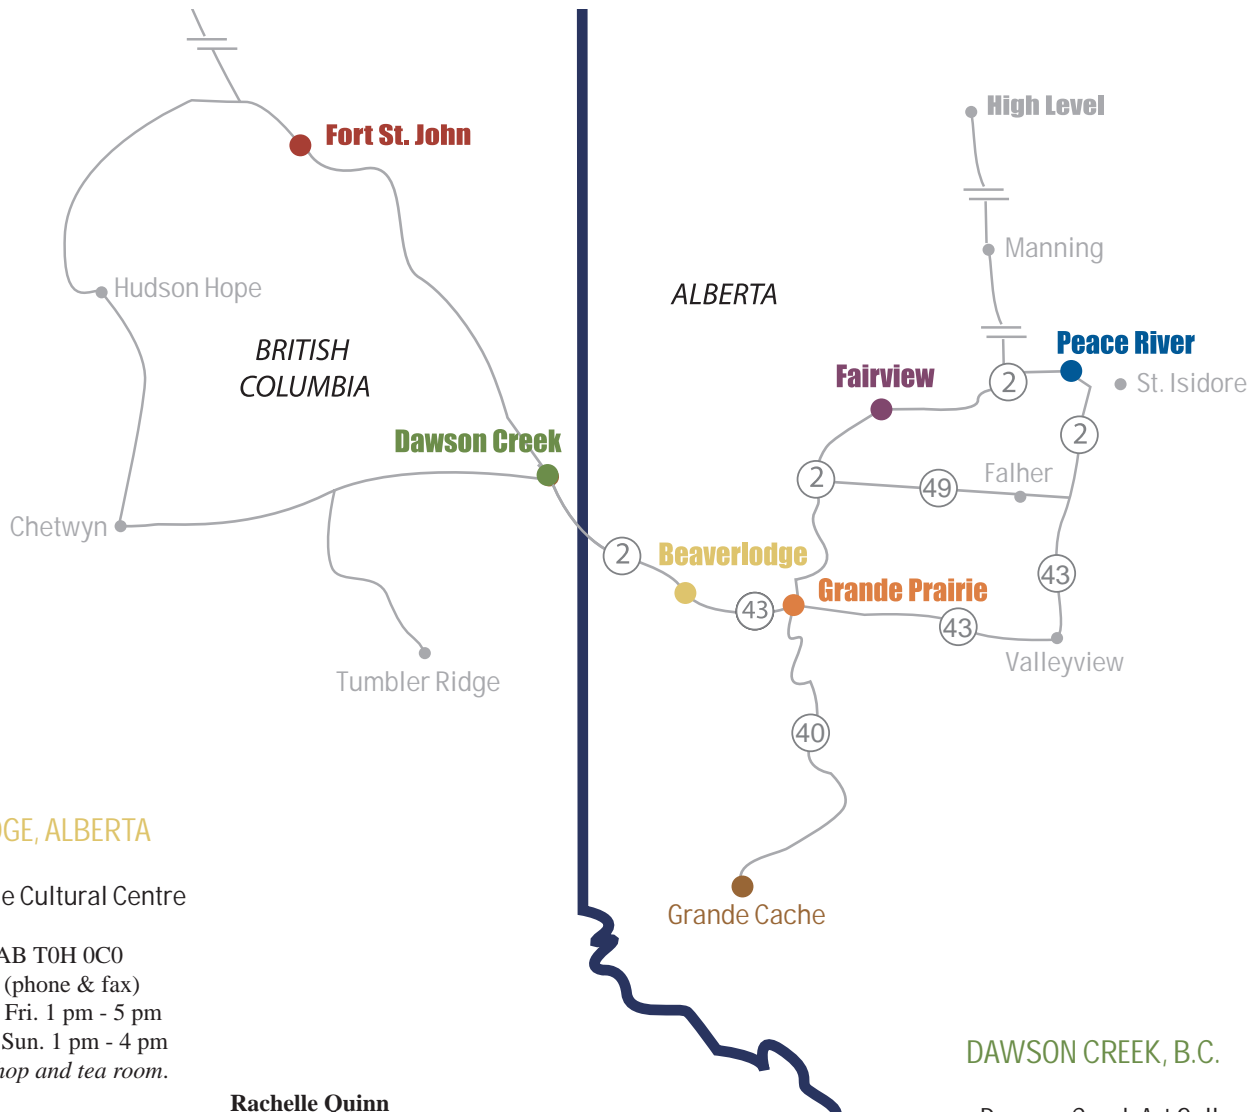 High Level
Fort St. John
Manning
Hudson Hope
ALBERTA
BRITISH
COLUMBIA
Peace River
Fairview
2
St. Isidore
2
Dawson Creek
2
49
Falher
Chetwyn
2
Beaverlodge
43
Grande Prairie
43
43
Valleyview
Tumbler Ridge
40
Grande Cache
ALBERTA
e Cultural Centre
AB T0H 0C0
(phone & fax)
Fri. 1 pm - 5 pm
Sun. 1 pm - 4 pm
and tea room.
Rachelle Quinn
DAWSON CREEK, B.C.
Dawson Creek Art